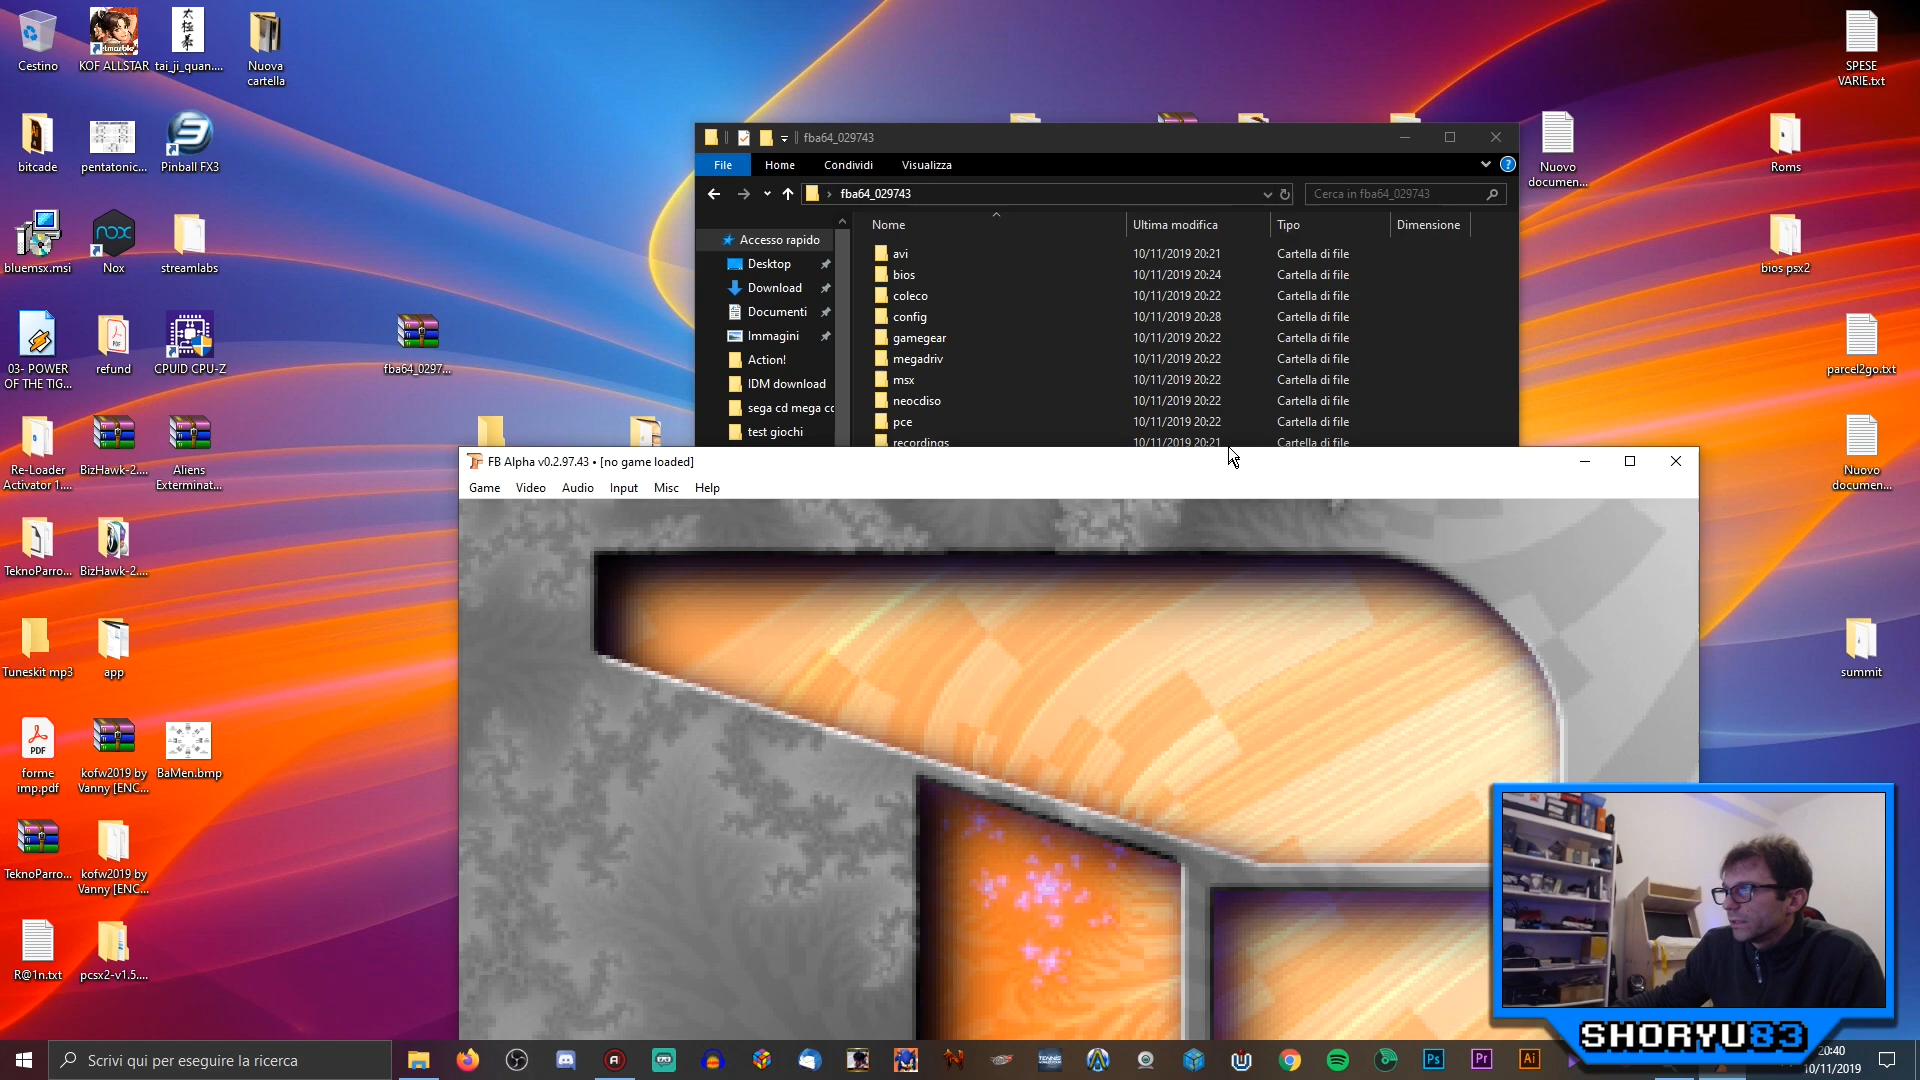 Cestino
KOF ALLSTAR
tai_ji_quan....
Nuova
cartella
SPESE
VARIE.txt
bitcade
pentatonic...
Pinball FX3
Nuovo
documen...
Roms
bluemsx.msi
Nox
streamlabs
bios psx2
03- POWER
OF THE TIG...
refund
CPUID CPU-Z
fba64_0297...
parcel2go.txt
Re-Loader
Activator 1....
BizHawk-2....
Aliens
Exterminat...
Nuovo
documen...
TeknoParro...
BizHawk-2....
Tuneskit mp3
app
summit
PDF
forme
imp.pdf
kofw2019 by
Vanny [ENC...
BaMen.bmp
TeknoParro...
kofw2019 by
Vanny [ENC...
R@1n.txt
pcsx2-v1.5....
fba64_029743
File
Home
Condividi
Visualizza
fba64_029743
Cerca in fba64_029743
Nome
Ultima modifica
Tipo
Dimensione
Accesso rapido
Desktop
Download
Documenti
Immagini
Action!
IDM download
sega cd mega cd
test giochi
avi 10/11/2019 20:21 Cartella di file
bios 10/11/2019 20:24 Cartella di file
coleco 10/11/2019 20:22 Cartella di file
config 10/11/2019 20:28 Cartella di file
gamegear 10/11/2019 20:22 Cartella di file
megadriv 10/11/2019 20:22 Cartella di file
msx 10/11/2019 20:22 Cartella di file
neocdiso 10/11/2019 20:22 Cartella di file
pce 10/11/2019 20:22 Cartella di file
recordings 10/11/2019 20:21 Cartella di file
FB Alpha v0.2.97.43 • [no game loaded]
Game Video Audio Input Misc Help
SHORYU83
Scrivi qui per eseguire la ricerca
Ps
Pr
Ai
20:40
10/11/2019